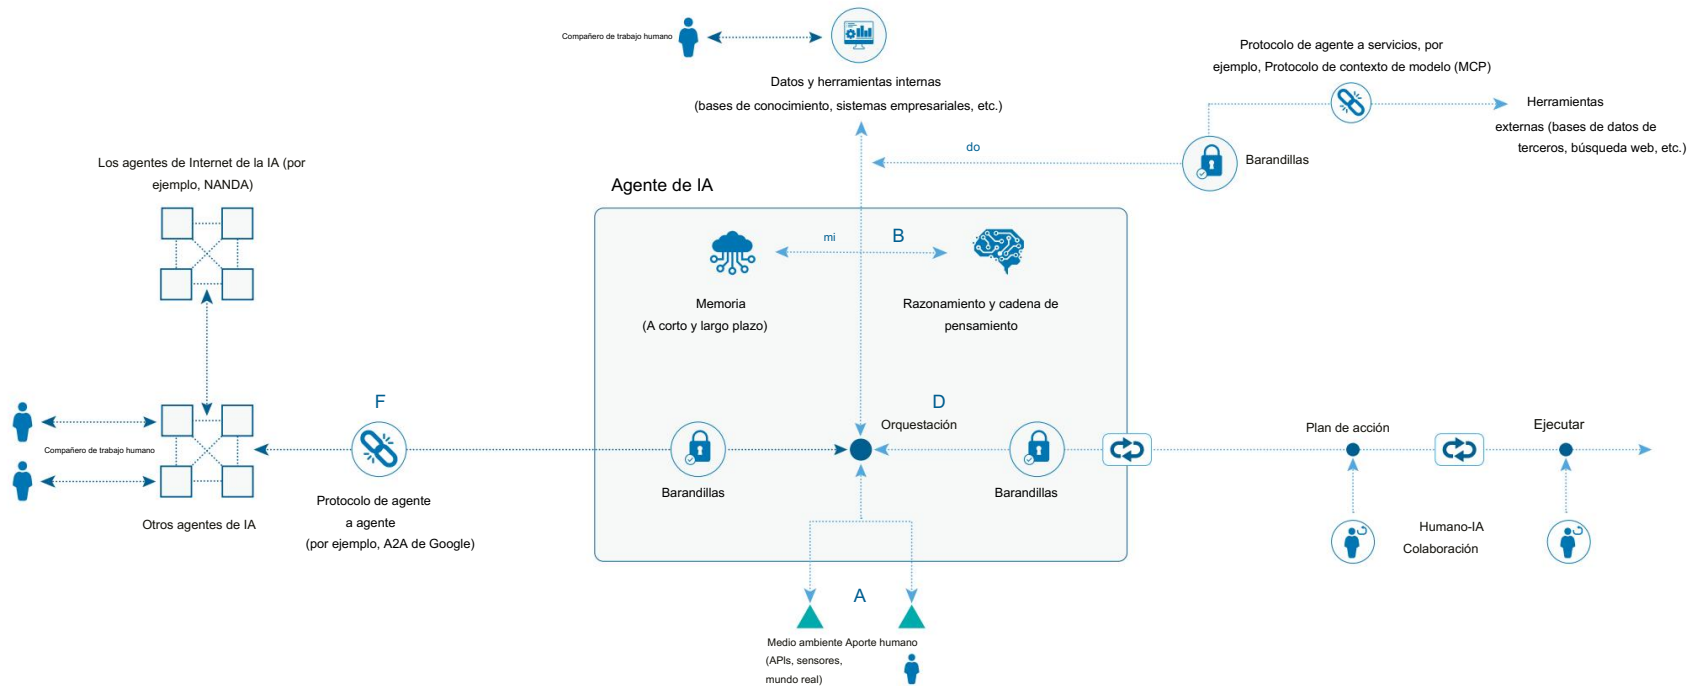 Compañero de trabajo humano
Datos y herramientas internas
(bases de conocimiento, sistemas empresariales, etc.)
Protocolo de agente a servicios, por
ejemplo, Protocolo de contexto de modelo (MCP)
Herramientas
externas (bases de datos de
terceros, búsqueda web, etc.)
do
Barandillas
Los agentes de Internet de la IA (por
ejemplo, NANDA)
Agente de IA
mi
B
Memoria
(A corto y largo plazo)
Razonamiento y cadena de
pensamiento
F
D
Orquestación
Plan de acción
Ejecutar
Compañero de trabajo humano
Barandillas
Barandillas
Otros agentes de IA
Protocolo de agente
a agente
(por ejemplo, A2A de Google)
Humano-IA
Colaboración
A
Medio ambiente Aporte humano
(APIs, sensores,
mundo real)